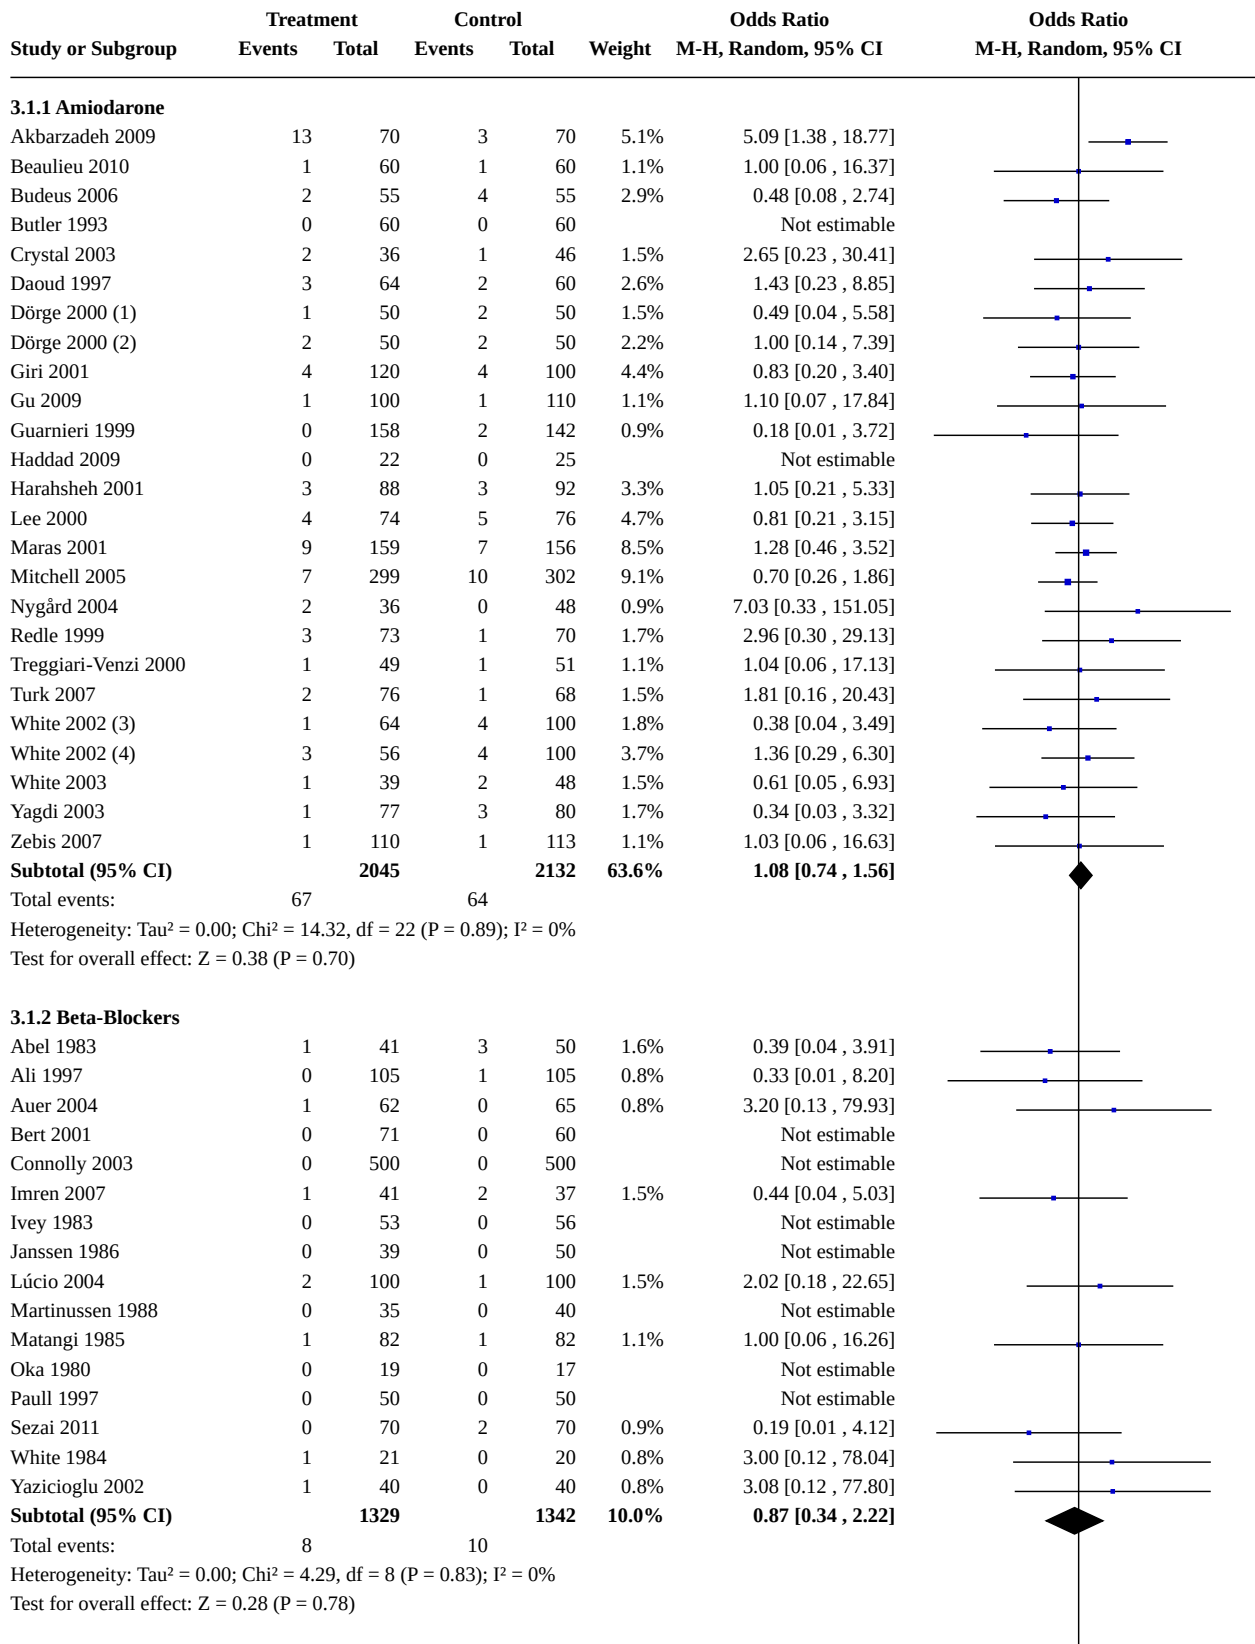 Treatment Control Odds Ratio Odds Ratio
Study or Subgroup Events Total Events Total Weight M-H, Random, 95% CI M-H, Random, 95% CI
3.1.1 Amiodarone
Akbarzadeh 2009 13 70 3 70 5.1% 5.09 [1.38 , 18.77]
Beaulieu 2010 1 60 1 60 1.1% 1.00 [0.06 , 16.37]
Budeus 2006 2 55 4 55 2.9% 0.48 [0.08 , 2.74]
Butler 1993 0 60 0 60 Not estimable
Crystal 2003 2 36 1 46 1.5% 2.65 [0.23 , 30.41]
Daoud 1997 3 64 2 60 2.6% 1.43 [0.23 , 8.85]
Dörge 2000 (1) 1 50 2 50 1.5% 0.49 [0.04 , 5.58]
Dörge 2000 (2) 2 50 2 50 2.2% 1.00 [0.14 , 7.39]
Giri 2001 4 120 4 100 4.4% 0.83 [0.20 , 3.40]
Gu 2009 1 100 1 110 1.1% 1.10 [0.07 , 17.84]
Guarnieri 1999 0 158 2 142 0.9% 0.18 [0.01 , 3.72]
Haddad 2009 0 22 0 25 Not estimable
Harahsheh 2001 3 88 3 92 3.3% 1.05 [0.21 , 5.33]
Lee 2000 4 74 5 76 4.7% 0.81 [0.21 , 3.15]
Maras 2001 9 159 7 156 8.5% 1.28 [0.46 , 3.52]
Mitchell 2005 7 299 10 302 9.1% 0.70 [0.26 , 1.86]
Nygård 2004 2 36 0 48 0.9% 7.03 [0.33 , 151.05]
Redle 1999 3 73 1 70 1.7% 2.96 [0.30 , 29.13]
Treggiari-Venzi 2000 1 49 1 51 1.1% 1.04 [0.06 , 17.13]
Turk 2007 2 76 1 68 1.5% 1.81 [0.16 , 20.43]
White 2002 (3) 1 64 4 100 1.8% 0.38 [0.04 , 3.49]
White 2002 (4) 3 56 4 100 3.7% 1.36 [0.29 , 6.30]
White 2003 1 39 2 48 1.5% 0.61 [0.05 , 6.93]
Yagdi 2003 1 77 3 80 1.7% 0.34 [0.03 , 3.32]
Zebis 2007 1 110 1 113 1.1% 1.03 [0.06 , 16.63]
Subtotal (95% CI) 2045 2132 63.6% 1.08 [0.74 , 1.56]
Total events: 67 64
Heterogeneity: Tau² = 0.00; Chi² = 14.32, df = 22 (P = 0.89); I² = 0%
Test for overall effect: Z = 0.38 (P = 0.70)
3.1.2 Beta-Blockers
Abel 1983 1 41 3 50 1.6% 0.39 [0.04 , 3.91]
Ali 1997 0 105 1 105 0.8% 0.33 [0.01 , 8.20]
Auer 2004 1 62 0 65 0.8% 3.20 [0.13 , 79.93]
Bert 2001 0 71 0 60 Not estimable
Connolly 2003 0 500 0 500 Not estimable
Imren 2007 1 41 2 37 1.5% 0.44 [0.04 , 5.03]
Ivey 1983 0 53 0 56 Not estimable
Janssen 1986 0 39 0 50 Not estimable
Lúcio 2004 2 100 1 100 1.5% 2.02 [0.18 , 22.65]
Martinussen 1988 0 35 0 40 Not estimable
Matangi 1985 1 82 1 82 1.1% 1.00 [0.06 , 16.26]
Oka 1980 0 19 0 17 Not estimable
Paull 1997 0 50 0 50 Not estimable
Sezai 2011 0 70 2 70 0.9% 0.19 [0.01 , 4.12]
White 1984 1 21 0 20 0.8% 3.00 [0.12 , 78.04]
Yazicioglu 2002 1 40 0 40 0.8% 3.08 [0.12 , 77.80]
Subtotal (95% CI) 1329 1342 10.0% 0.87 [0.34 , 2.22]
Total events: 8 10
Heterogeneity: Tau² = 0.00; Chi² = 4.29, df = 8 (P = 0.83); I² = 0%
Test for overall effect: Z = 0.28 (P = 0.78)